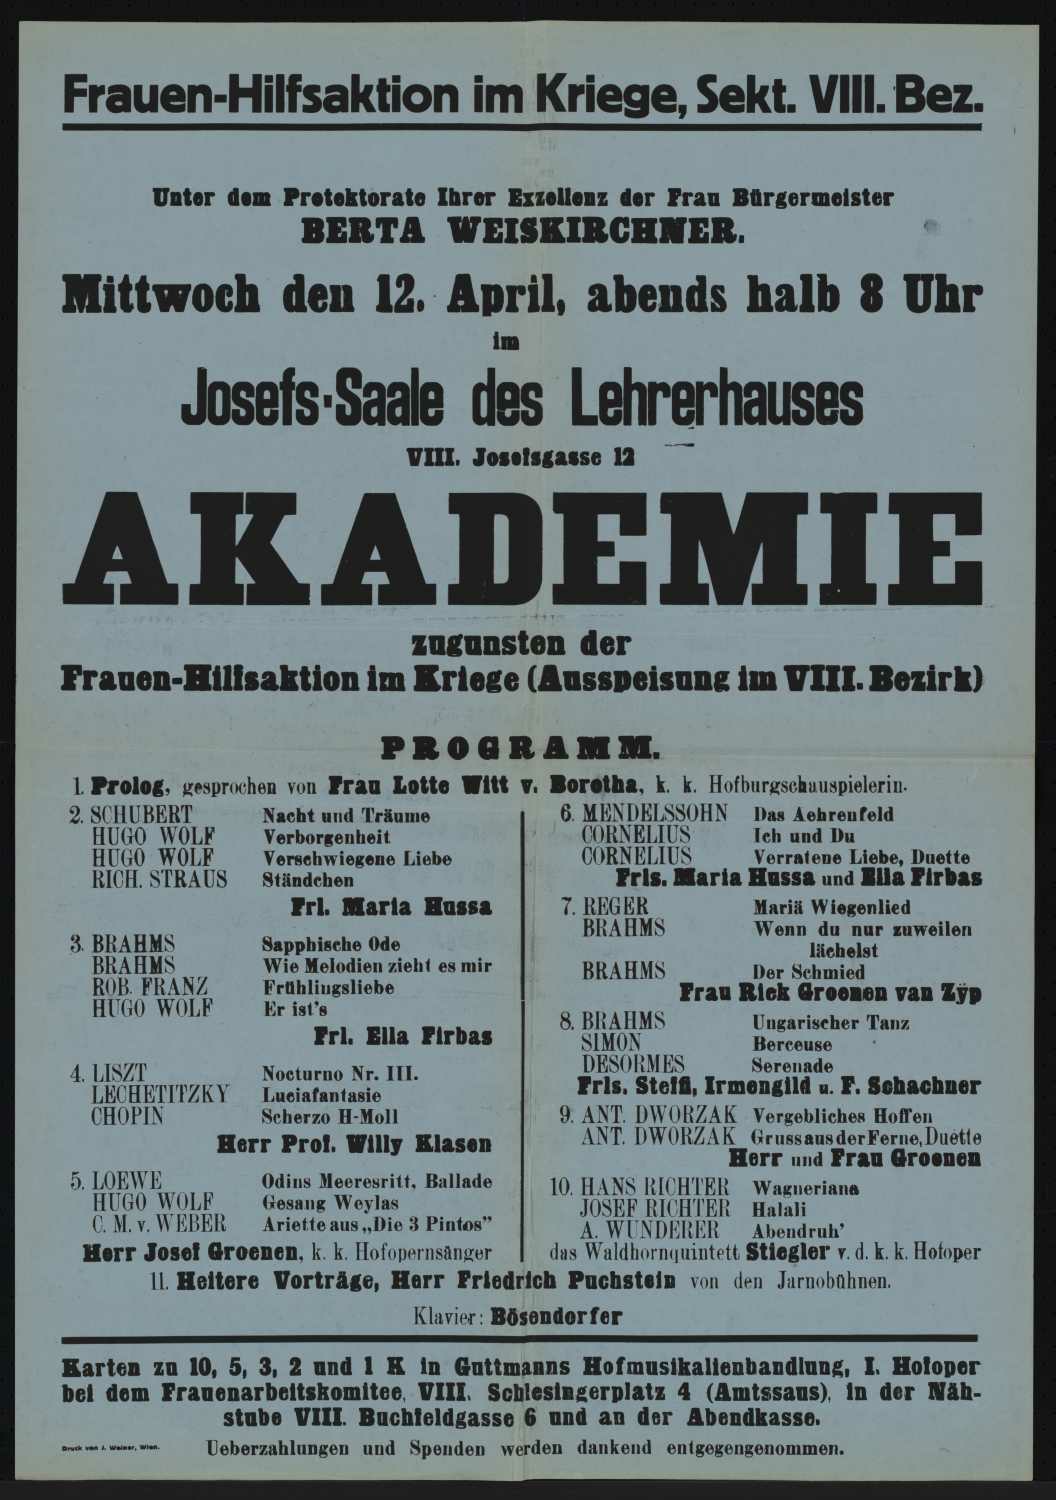 Frauen-Hilfsaktion im Kriege, Sekt. VIII. Bez.
Unter dem Protektorate Ihrer Exzellenz der Frau Bürgermeister
BERTA WEISKIRCHNER.
Mittwoch den 12. April, abends halb 8 Uhr
im
Josefs-Saale des Lehrerhauses
VIII. Josefsgasse 12
AKADEMIE
zugunsten der
Frauen-Hilfsaktion im Kriege (Ausspeisung im VIII. Bezirk)
PROGRAMM.
1. Prolog, gesprochen von Frau Lotte Witt v. Borotha, k. k. Hofburgschauspielerin.
2. SCHUBERT Nacht und Träume
HUGO WOLF Verborgenheit
HUGO WOLF Verschwiegene Liebe
RICH. STRAUS Ständchen
Frl. Maria Hussa
3. BRAHMS Sapphische Ode
BRAHMS Wie Melodien zieht es mir
ROB. FRANZ Frühlingsliebe
HUGO WOLF Er ist's
Frl. Ella Firbas
4. LISZT Nocturno Nr. III.
LECHETITZKY Luciafantasie
CHOPIN Scherzo H-Moll
Herr Prof. Willy Klasen
5. LOEWE Odins Meeresritt, Ballade
HUGO WOLF Gesang Weylas
C. M. v. WEBER Ariette aus „Die 3 Pintos"
Herr Josef Groenen, k. k. Hofopernsänger
6. MENDELSSOHN Das Aehrenfeld
CORNELIUS Ich und Du
CORNELIUS Verratene Liebe, Duette
Frls. Maria Hussa und Ella Firbas
7. REGER Mariä Wiegenlied
BRAHMS Wenn du nur zuweilen
lächelst
BRAHMS Der Schmied
Frau Rick Groenen van Zÿp
8. BRAHMS Ungarischer Tanz
SIMON Berceuse
DESORMES Serenade
Frls. Steffi, Irmengild u. F. Schachner
9. ANT. DWORZAK Vergebliches Hoffen
ANT. DWORZAK Gruss aus der Ferne, Duette
Herr und Frau Groenen
10. HANS RICHTER Wagneriana
JOSEF RICHTER Halali
A. WUNDERER Abendruh'
das Waldhornquintett Stiegler v. d. k. k. Hofoper
11. Heitere Vorträge, Herr Friedrich Puchstein von den Jarnobühnen.
Klavier: Bösendorfer
Karten zu 10, 5, 3, 2 und 1 K in Guttmanns Hofmusikalienbandlung, I. Hofoper
bei dem Frauenarbeitskomitee, VIII. Schlesingerplatz 4 (Amtssaus), in der Näh-
stube VIII. Buchfeldgasse 6 und an der Abendkasse.
Druck von J. Weiner, Wien.
Ueberzahlungen und Spenden werden dankend entgegengenommen.